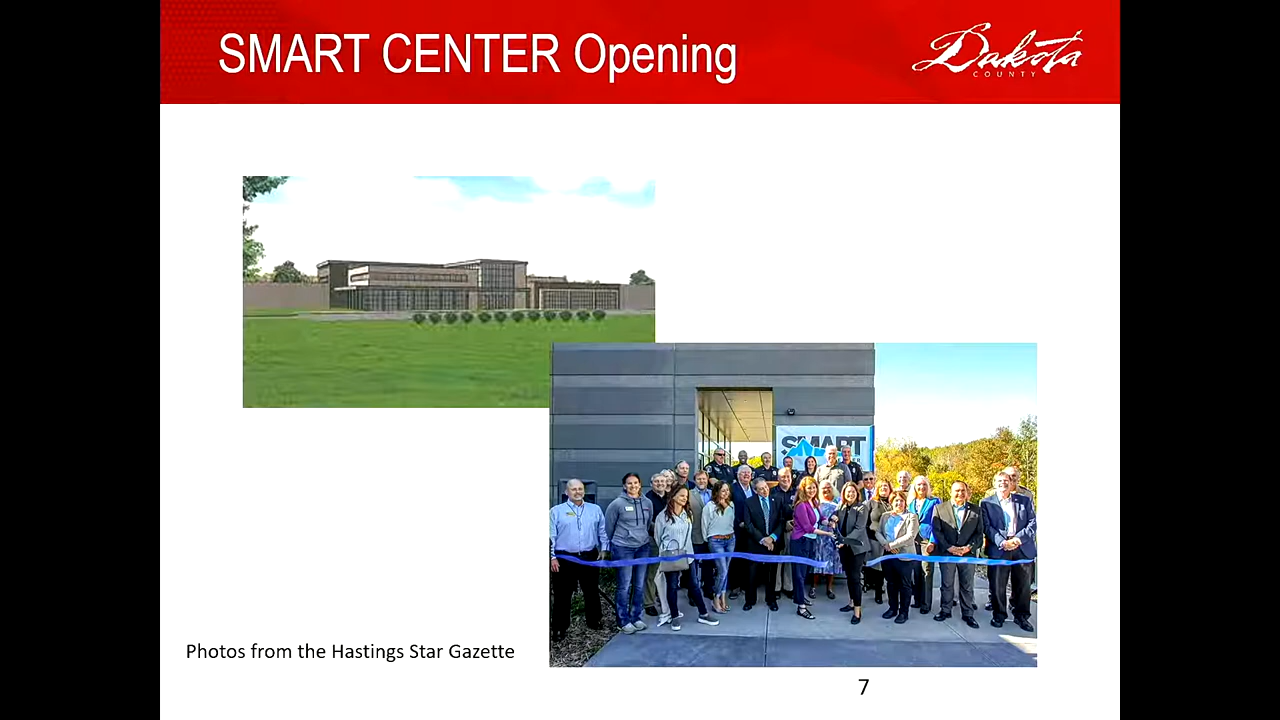 SMART CENTER Opening
Dakota
COUNTY
SMART
Photos from the Hastings Star Gazette
7